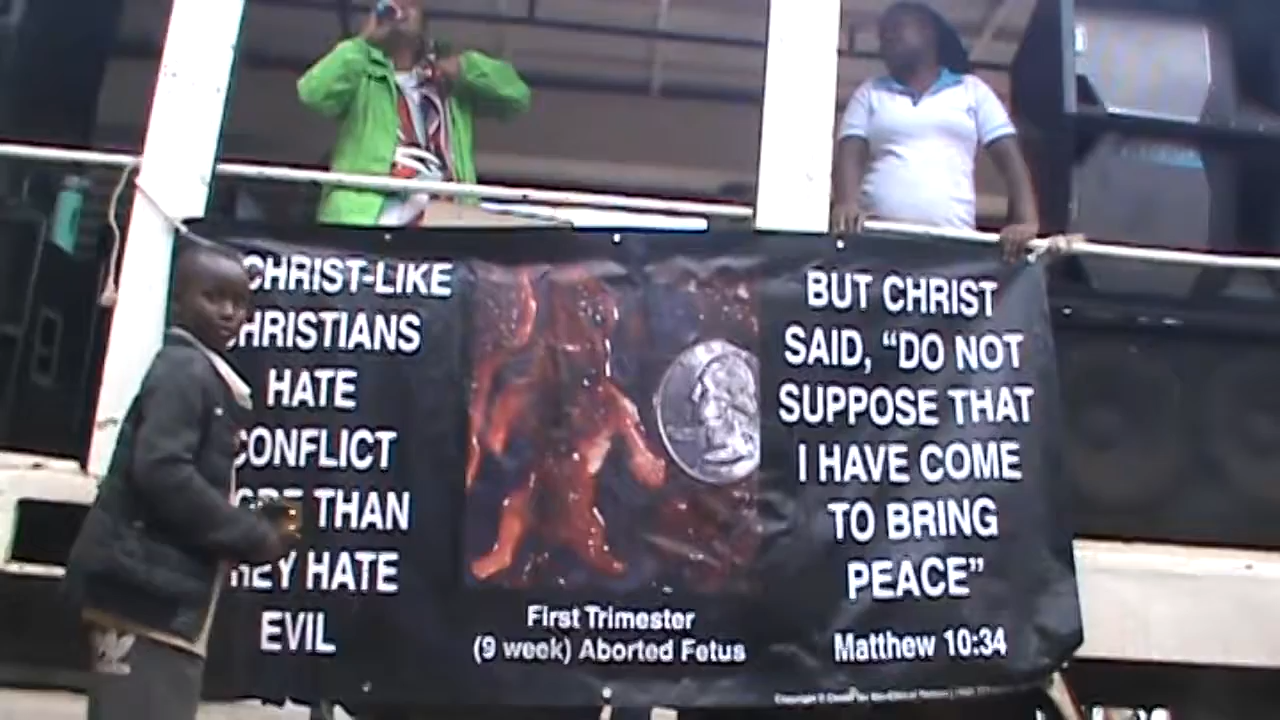 CHRIST-LIKE
HRISTIANS
HATE
CONFLICT
THAN
HEY HATE
EVIL
First Trimester
(9 week) Aborted Fetus
BUT CHRIST
SAID, “DO NOT
SUPPOSE THAT
I HAVE COME
TO BRING
PEACE”
Matthew 10:34